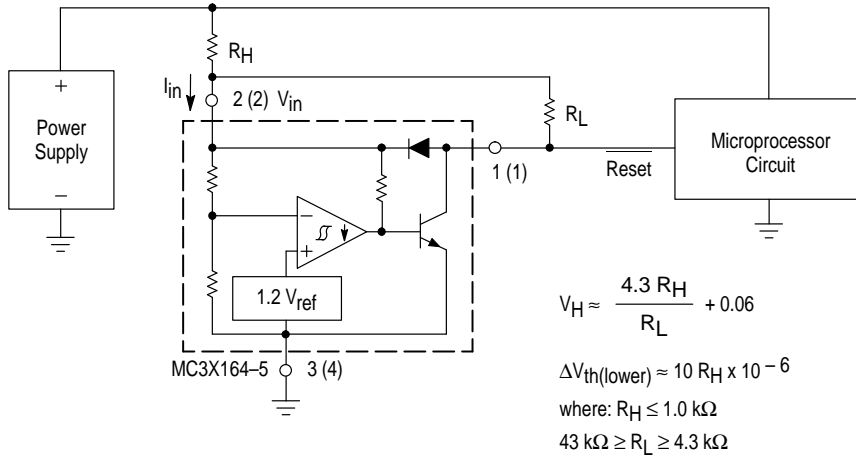 R_H
I_in
2 (2) V_in
+
Power
Supply
−
R_L
1 (1)
Reset
Microprocessor
Circuit
−
+
1.2 V_ref
MC3X164–5
3 (4)
V_H ≈ 4.3 R_H / R_L + 0.06
ΔV_th(lower) ≈ 10 R_H x 10^– 6
where: R_H ≤ 1.0 kΩ
43 kΩ ≥ R_L ≥ 4.3 kΩ